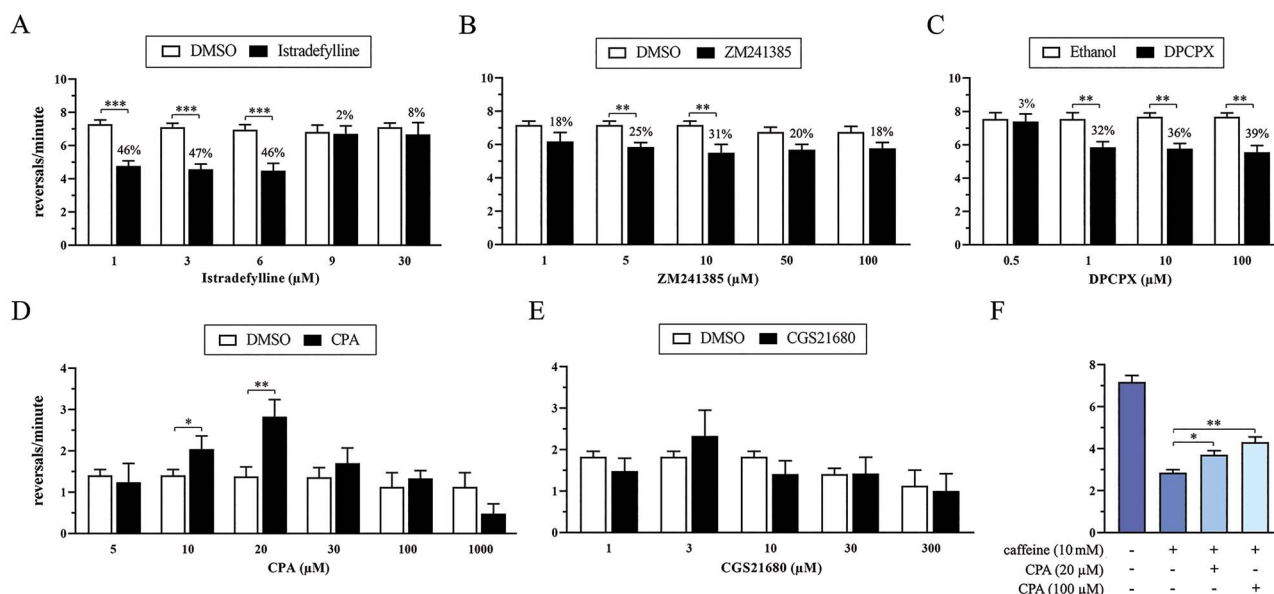 A
DMSO Istradefylline
reversals/minute
10
8
6
4
2
0
*** *** ***
46% 47% 46% 2% 8%
1 3 6 9 30
Istradefylline (µM)
B
DMSO ZM241385
10
8
6
4
2
0
** **
18% 25% 31% 20% 18%
1 5 10 50 100
ZM241385 (µM)
C
Ethanol DPCPX
10
8
6
4
2
0
** ** **
3% 32% 36% 39%
0.5 1 10 100
DPCPX (µM)
D
DMSO CPA
reversals/minute
4
3
2
1
0
* **
5 10 20 30 100 1000
CPA (µM)
E
DMSO CGS21680
4
3
2
1
0
1 3 10 30 300
CGS21680 (µM)
F
8
6
4
2
0
**
*
caffeine (10 mM) - + + +
CPA (20 µM) - - + -
CPA (100 µM) - - - +